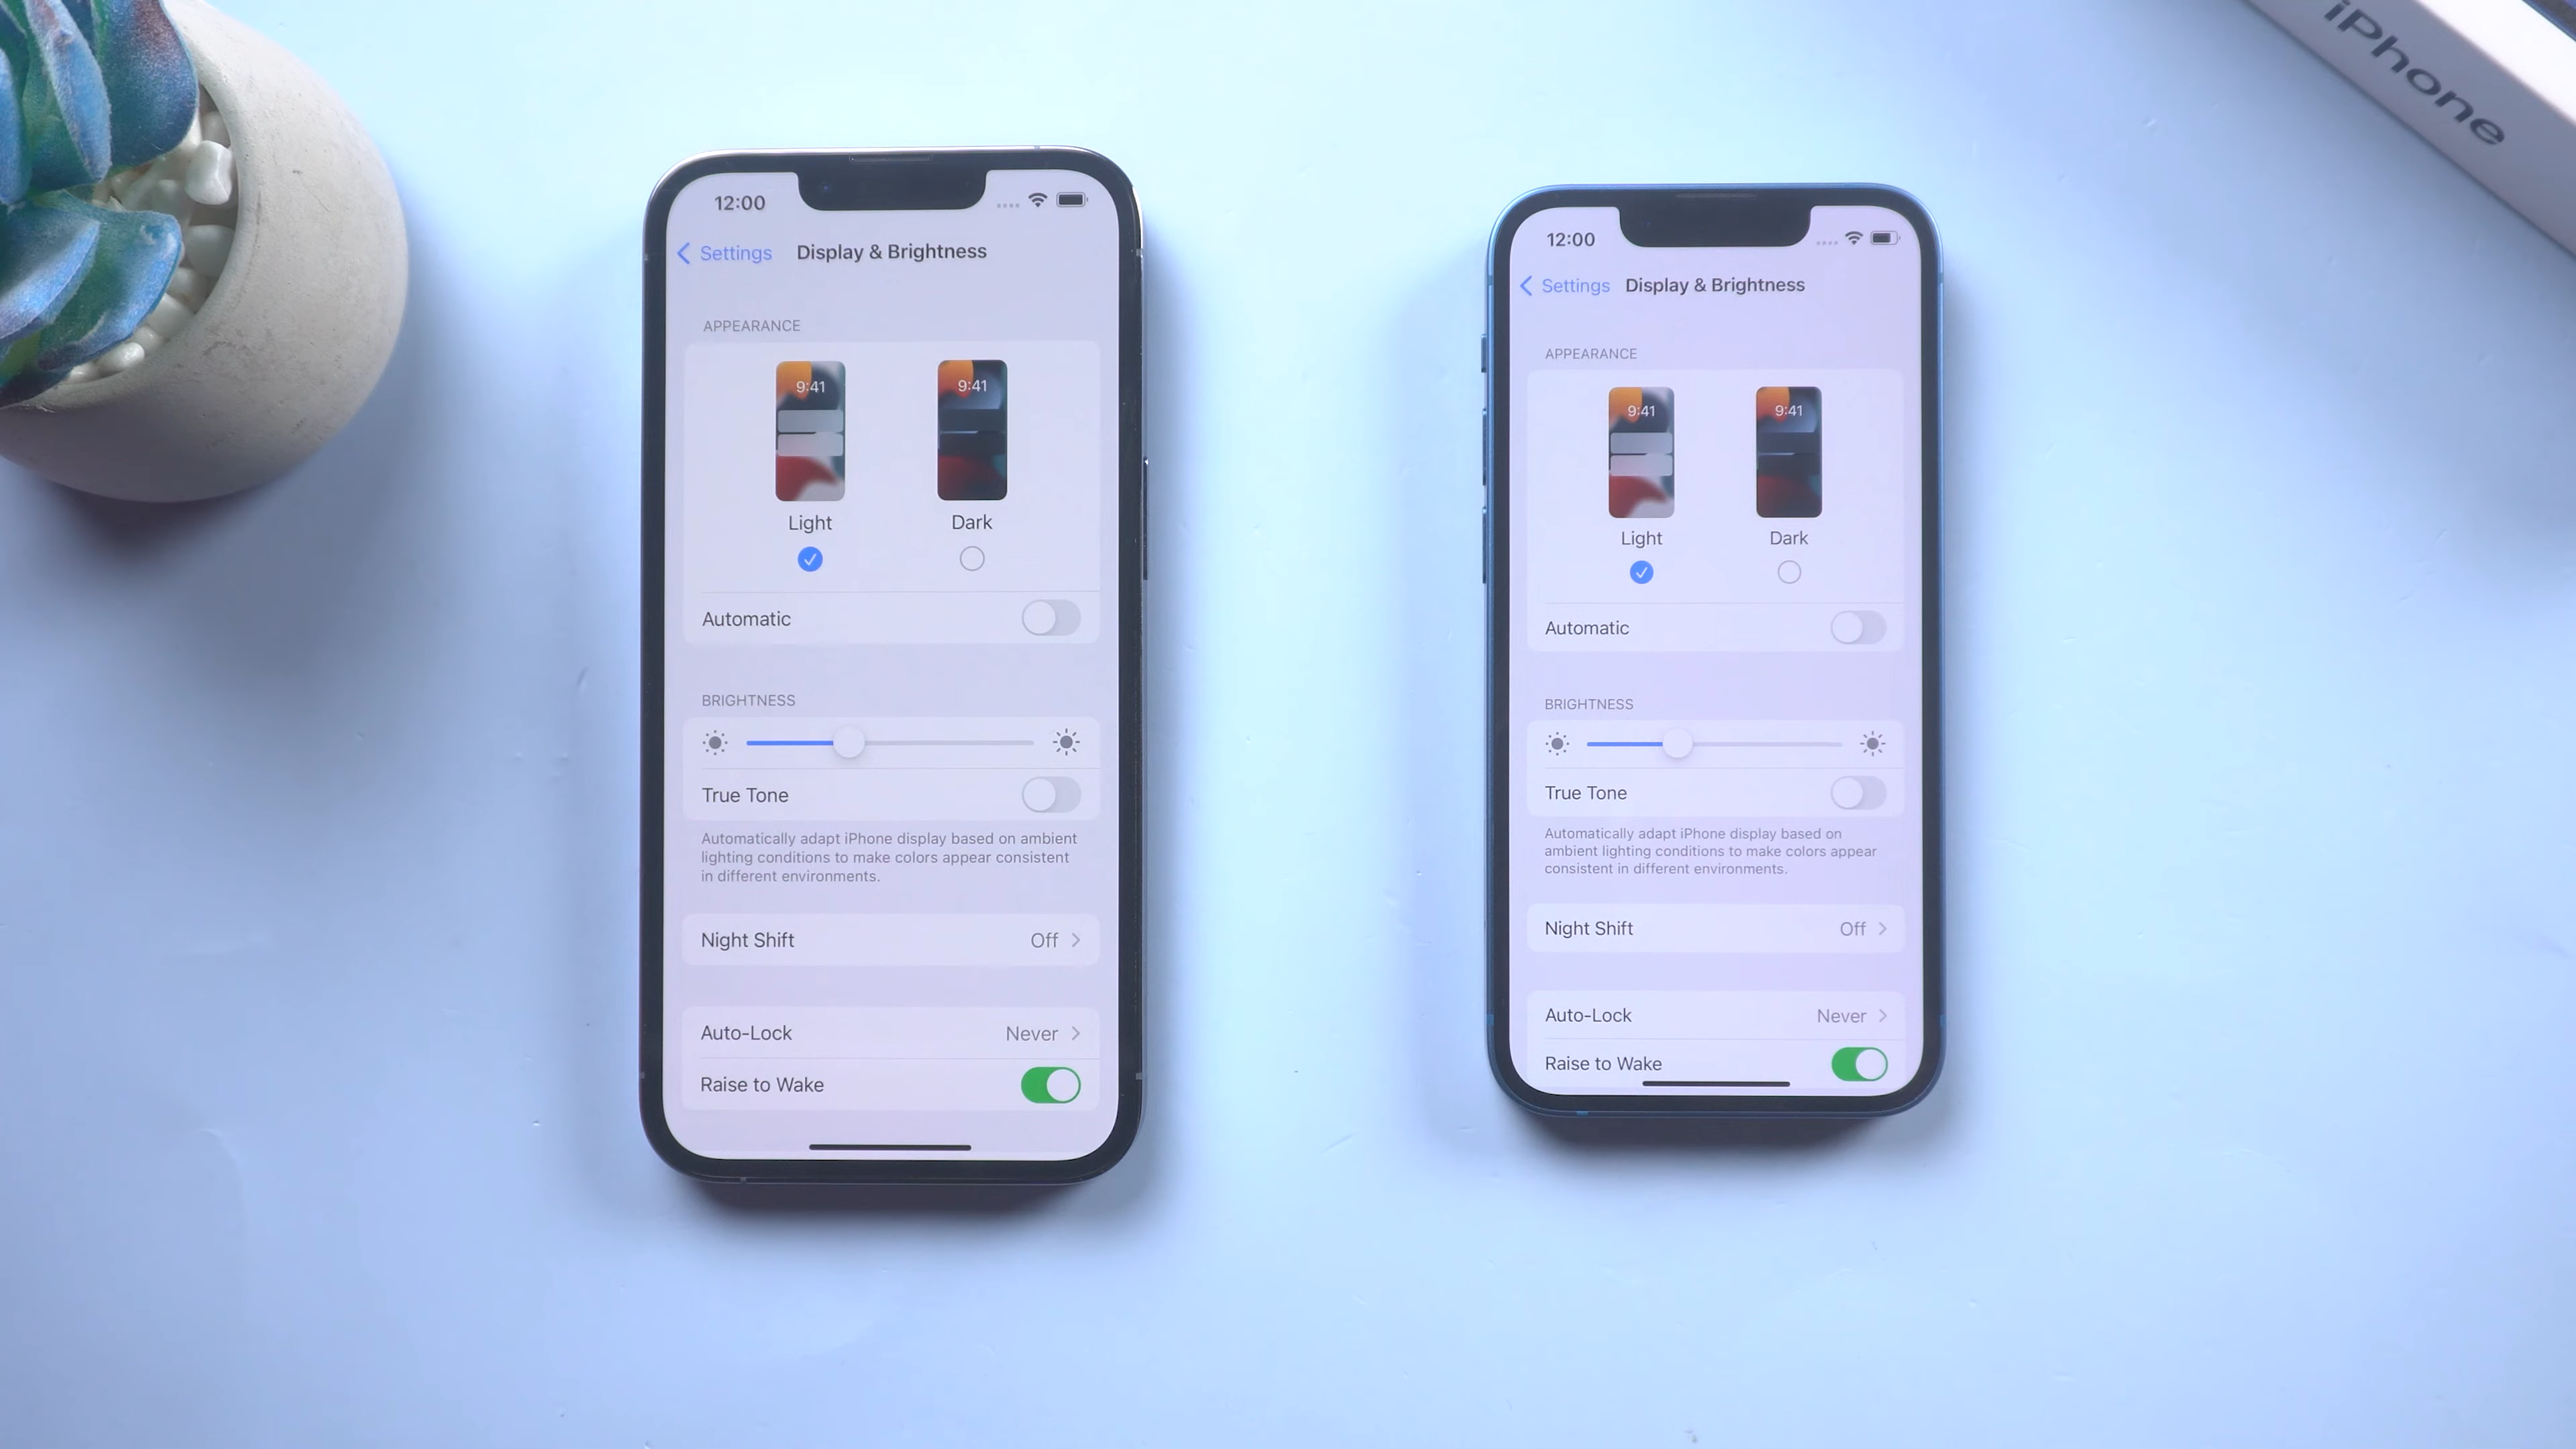 iPhone
12:00
Settings Display & Brightness
APPEARANCE
9:41 9:41
Light Dark
Automatic
BRIGHTNESS
True Tone
Automatically adapt iPhone display based on ambient
lighting conditions to make colors appear consistent
in different environments.
Night Shift Off
Auto-Lock Never
Raise to Wake
12:00
Settings Display & Brightness
APPEARANCE
9:41 9:41
Light Dark
Automatic
BRIGHTNESS
True Tone
Automatically adapt iPhone display based on
ambient lighting conditions to make colors appear
consistent in different environments.
Night Shift Off
Auto-Lock Never
Raise to Wake